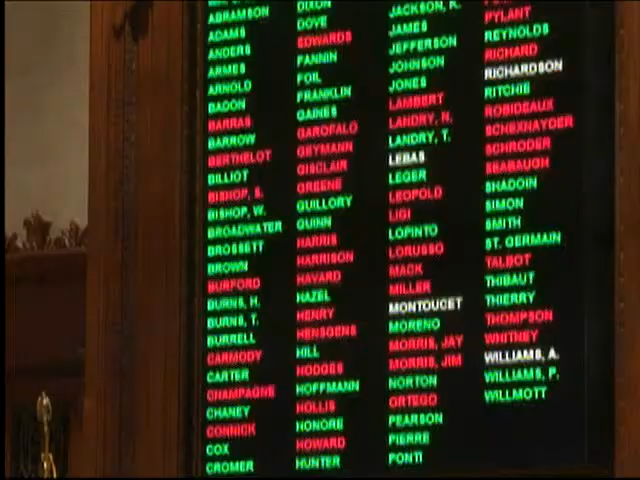 ABRAMSON
ADAMS
ANDERS
ARMES
ARNOLD
BADON
BARRAS
BARROW
BERTHELOT
BILLIOT
BISHOP, S.
BISHOP, W.
BROADWATER
BROSSETT
BROWN
BURFORD
BURNS, H.
BURNS, T.
BURRELL
CARMODY
CARTER
CHAMPAGNE
CHANEY
CONNICK
COX
CROMER
DIXON
DOVE
EDWARDS
FANNIN
FOIL
FRANKLIN
GAINES
GAROFALO
GEYMANN
GISCLAIR
GREENE
GUILLORY
GUINN
HARRIS
HARRISON
HAVARD
HAZEL
HENRY
HENSGENS
HILL
HODGES
HOFFMANN
HOLLIS
HONORE
HOWARD
HUNTER
JACKSON, K.
JAMES
JEFFERSON
JOHNSON
JONES
LAMBERT
LANDRY, N.
LANDRY, T.
LEBAS
LEGER
LEOPOLD
LIGI
LOPINTO
LORUSSO
MACK
MILLER
MONTOUCET
MORENO
MORRIS, JAY
MORRIS, JIM
NORTON
ORTEGO
PEARSON
PIERRE
PONTI
PYLANT
REYNOLDS
RICHARD
RICHARDSON
RITCHIE
ROBIDEAUX
SCHEXNAYDER
SCHRODER
SEABAUGH
SHADOIN
SIMON
SMITH
ST. GERMAIN
TALBOT
THIBAUT
THIERRY
THOMPSON
WHITNEY
WILLIAMS, A.
WILLIAMS, P.
WILLMOTT